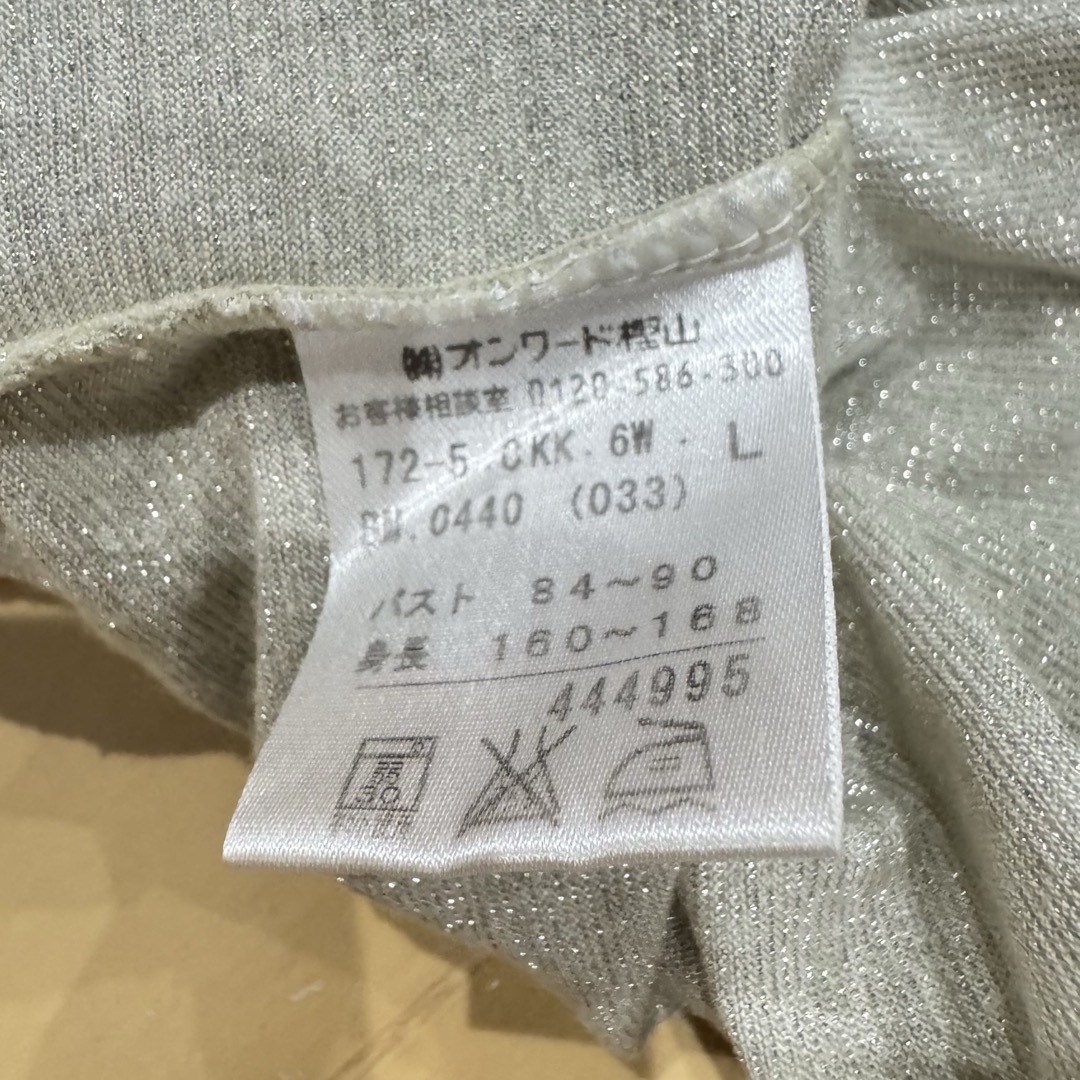 ㈱オンワード樫山
お客様相談室 0120-586-300
172-5 CKK.6W. L
BM.0440 (033)
バスト 84～90
身長 160～168
444995